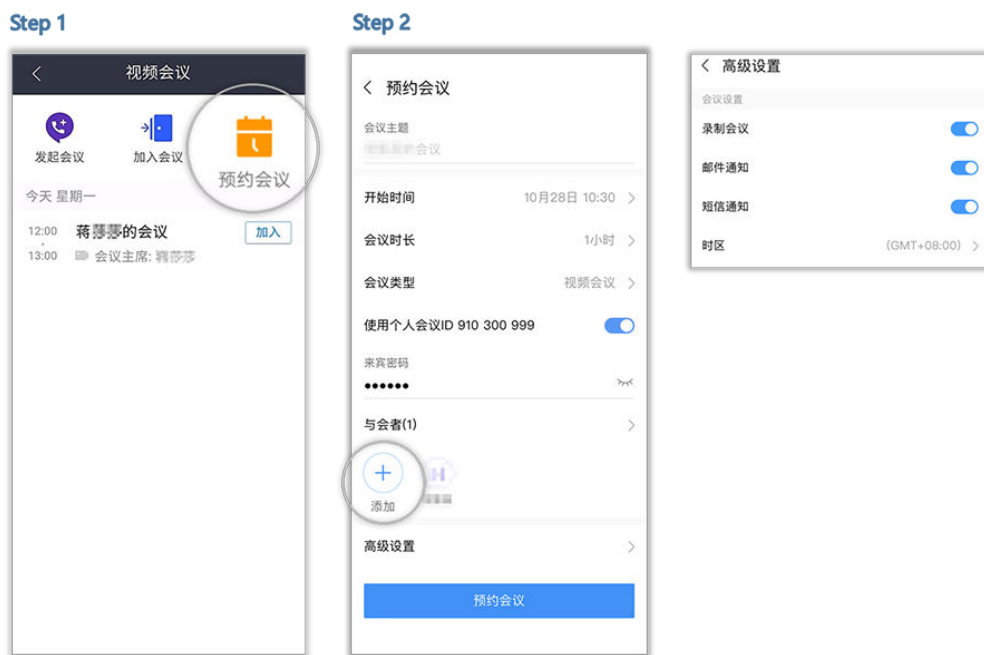 Step 1
视频会议
发起会议
加入会议
预约会议
今天 星期一
12:00 蒋的会议 加入
13:00 会议主席:
Step 2
预约会议
会议主题
会议
开始时间 10月28日 10:30
会议时长 1小时
会议类型 视频会议
使用个人会议ID 910 300 999
来宾密码
••••••
与会者(1)
H
添加
高级设置
预约会议
高级设置
会议设置
录制会议
邮件通知
短信通知
时区 (GMT+08:00)